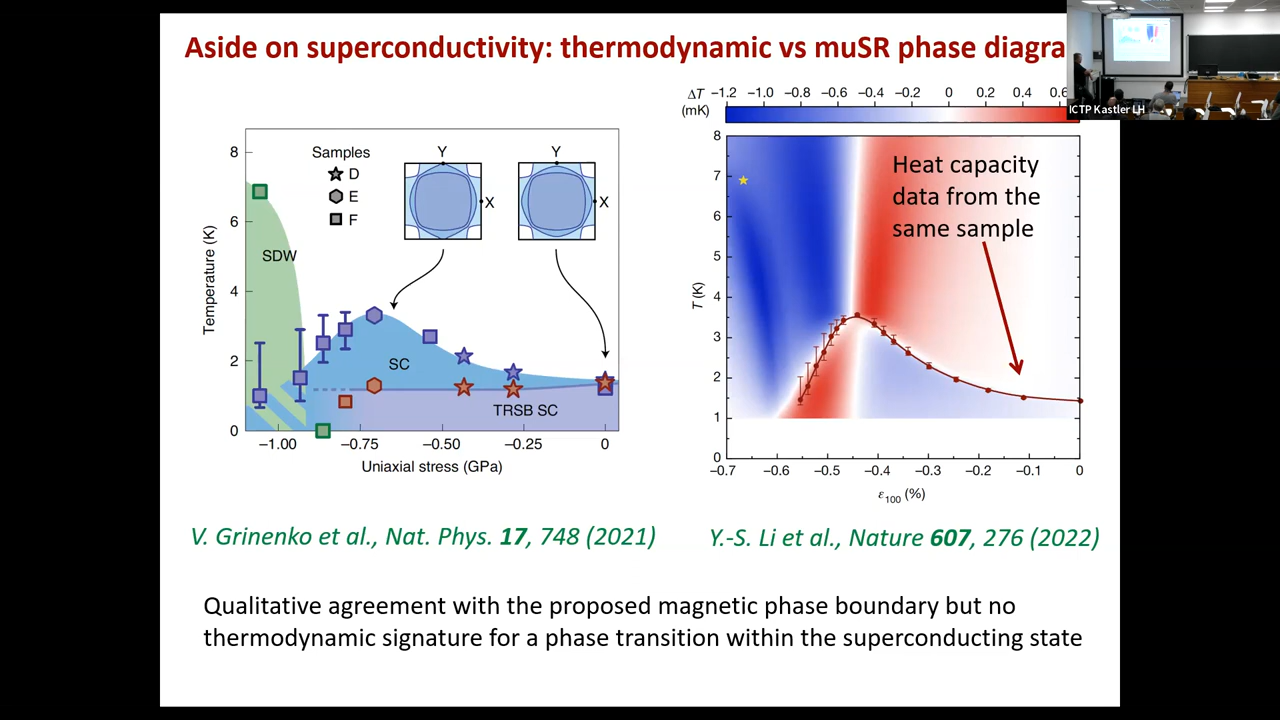 Aside on superconductivity: thermodynamic vs muSR phase diagra
ICTP Kastler LH
ΔT
(mK)
−1.2 −1.0 −0.8 −0.6 −0.4 −0.2 0 0.2 0.4 0.6
Samples
D
E
F
Y
X
Y
X
SDW
SC
TRSB SC
Temperature (K)
8
6
4
2
0
−1.00 −0.75 −0.50 −0.25 0
Uniaxial stress (GPa)
Heat capacity
data from the
same sample
T (K)
8
7
6
5
4
3
2
1
0
−0.7 −0.6 −0.5 −0.4 −0.3 −0.2 −0.1 0
ε100 (%)
V. Grinenko et al., Nat. Phys. 17, 748 (2021)
Y.-S. Li et al., Nature 607, 276 (2022)
Qualitative agreement with the proposed magnetic phase boundary but no
thermodynamic signature for a phase transition within the superconducting state